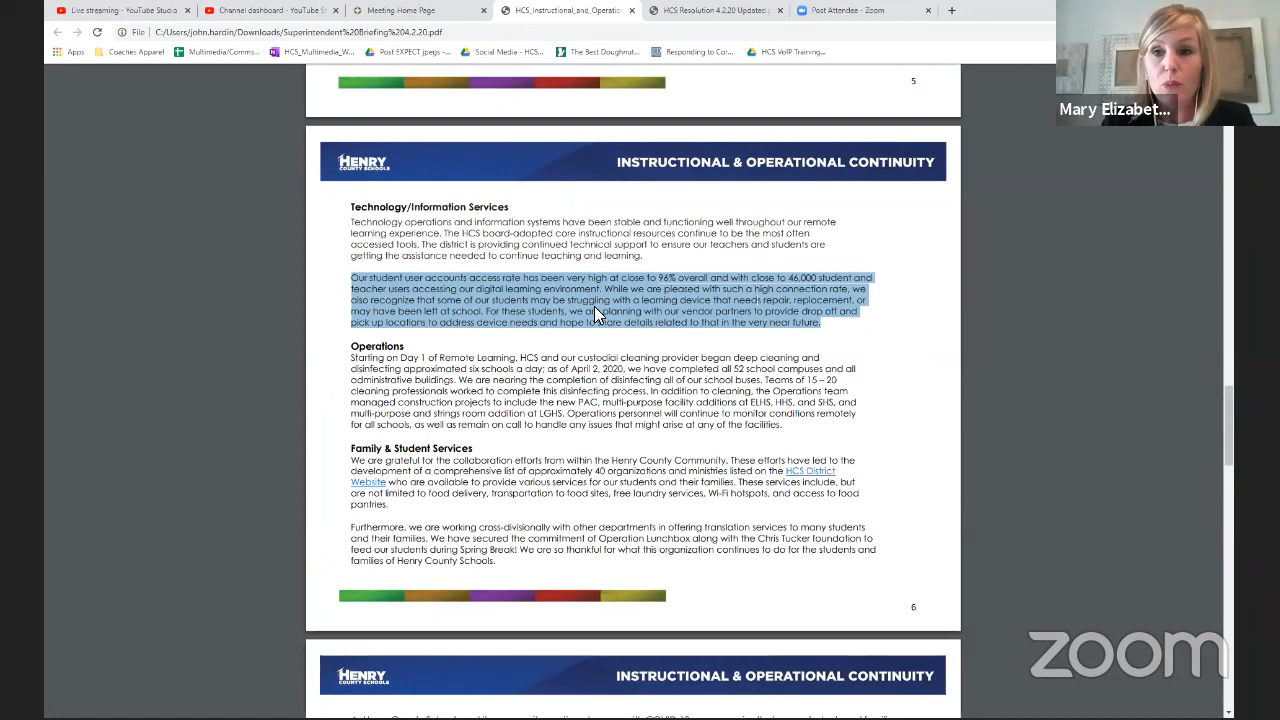 Live streaming - YouTube Studio
Channel dashboard - YouTube S
Meeting Home Page
HCS_Instructional_and_Operation
HCS Resolution 4.2.20 Updated
Post Attendee - Zoom
File C:/Users/john.hardin/Downloads/Superintendent%20Briefing%204.2.20.pdf
Apps
Coaches Apparel
Multimedia/Comms...
HCS_Multimedia_W...
Post EXPECT jpegs -...
Social Media - HCS...
The Best Doughnut...
Responding to Cor...
HCS VoIP Training...
Mary Elizabet...
5
HENRY
COUNTY SCHOOLS
INSTRUCTIONAL & OPERATIONAL CONTINUITY
Technology/Information Services
Technology operations and information systems have been stable and functioning well throughout our remote
learning experience. The HCS board-adopted core instructional resources continue to be the most often
accessed tools. The district is providing continued technical support to ensure our teachers and students are
getting the assistance needed to continue teaching and learning.
Our student user accounts access rate has been very high at close to 96% overall and with close to 46,000 student and
teacher users accessing our digital learning environment. While we are pleased with such a high connection rate, we
also recognize that some of our students may be struggling with a learning device that needs repair, replacement, or
may have been left at school. For these students, we are planning with our vendor partners to provide drop off and
pick up locations to address device needs and hope to share details related to that in the very near future.
Operations
Starting on Day 1 of Remote Learning, HCS and our custodial cleaning provider began deep cleaning and
disinfecting approximated six schools a day; as of April 2, 2020, we have completed all 52 school campuses and all
administrative buildings. We are nearing the completion of disinfecting all of our school buses. Teams of 15 – 20
cleaning professionals worked to complete this disinfecting process. In addition to cleaning, the Operations team
managed construction projects to include the new PAC, multi-purpose facility additions at ELHS, HHS, and SHS, and
multi-purpose and strings room addition at LGHS. Operations personnel will continue to monitor conditions remotely
for all schools, as well as remain on call to handle any issues that might arise at any of the facilities.
Family & Student Services
We are grateful for the collaboration efforts from within the Henry County Community. These efforts have led to the
development of a comprehensive list of approximately 40 organizations and ministries listed on the HCS District
Website who are available to provide various services for our students and their families. These services include, but
are not limited to food delivery, transportation to food sites, free laundry services, Wi-Fi hotspots, and access to food
pantries.
Furthermore, we are working cross-divisionally with other departments in offering translation services to many students
and their families. We have secured the commitment of Operation Lunchbox along with the Chris Tucker foundation to
feed our students during Spring Break! We are so thankful for what this organization continues to do for the students and
families of Henry County Schools.
6
zoom
HENRY
COUNTY SCHOOLS
INSTRUCTIONAL & OPERATIONAL CONTINUITY